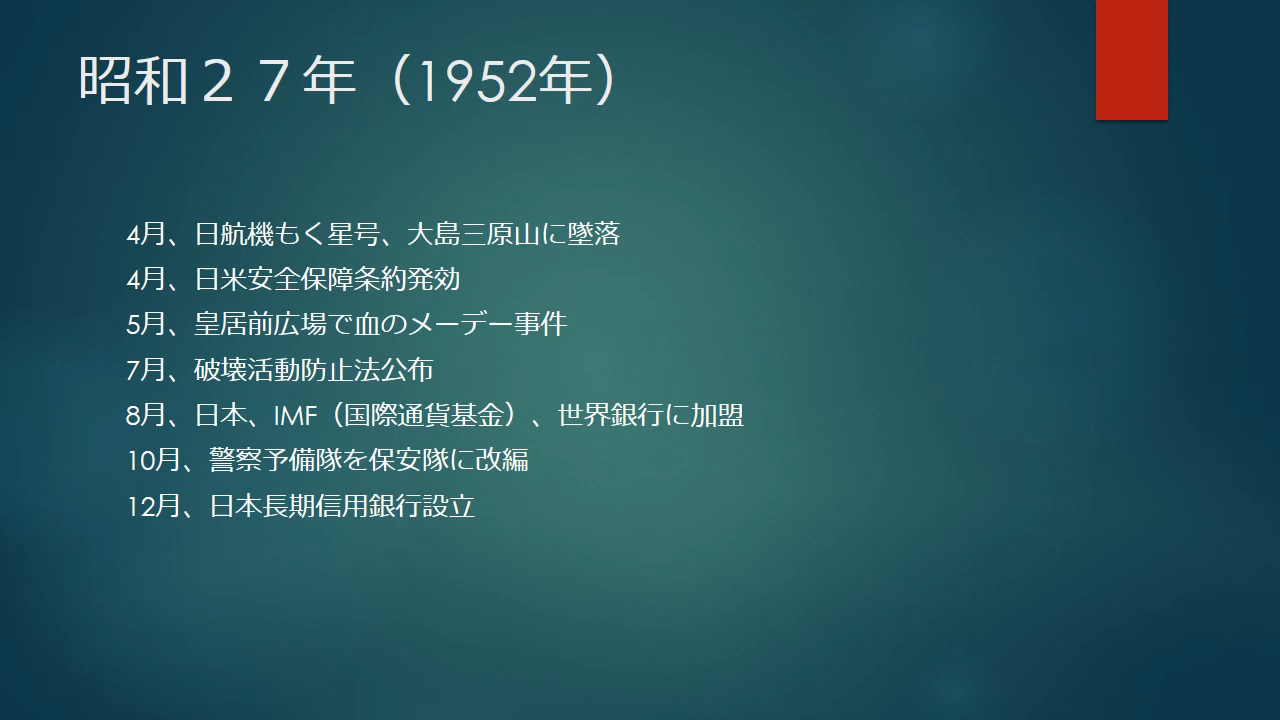 昭和２７年（1952年）
4月、日航機もく星号、大島三原山に墜落
4月、日米安全保障条約発効
5月、皇居前広場で血のメーデー事件
7月、破壊活動防止法公布
8月、日本、IMF（国際通貨基金）、世界銀行に加盟
10月、警察予備隊を保安隊に改編
12月、日本長期信用銀行設立